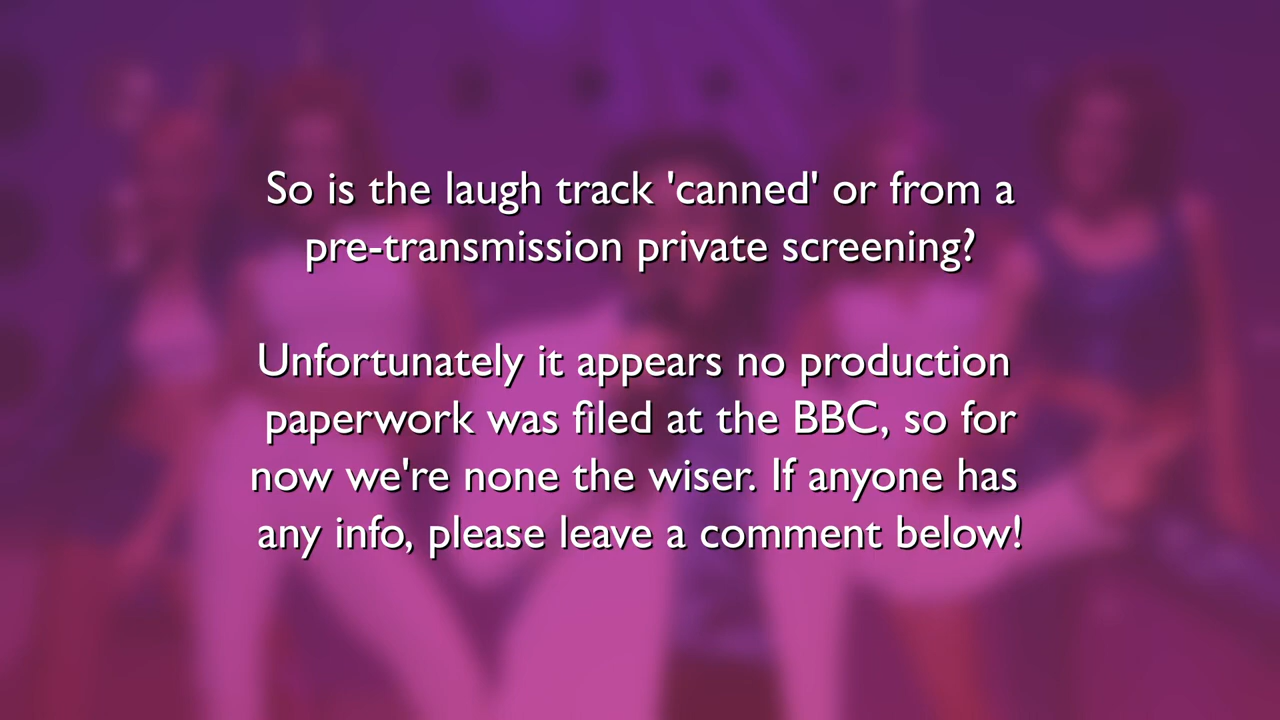 So is the laugh track 'canned' or from a
pre-transmission private screening?
Unfortunately it appears no production
paperwork was filed at the BBC, so for
now we're none the wiser. If anyone has
any info, please leave a comment below!